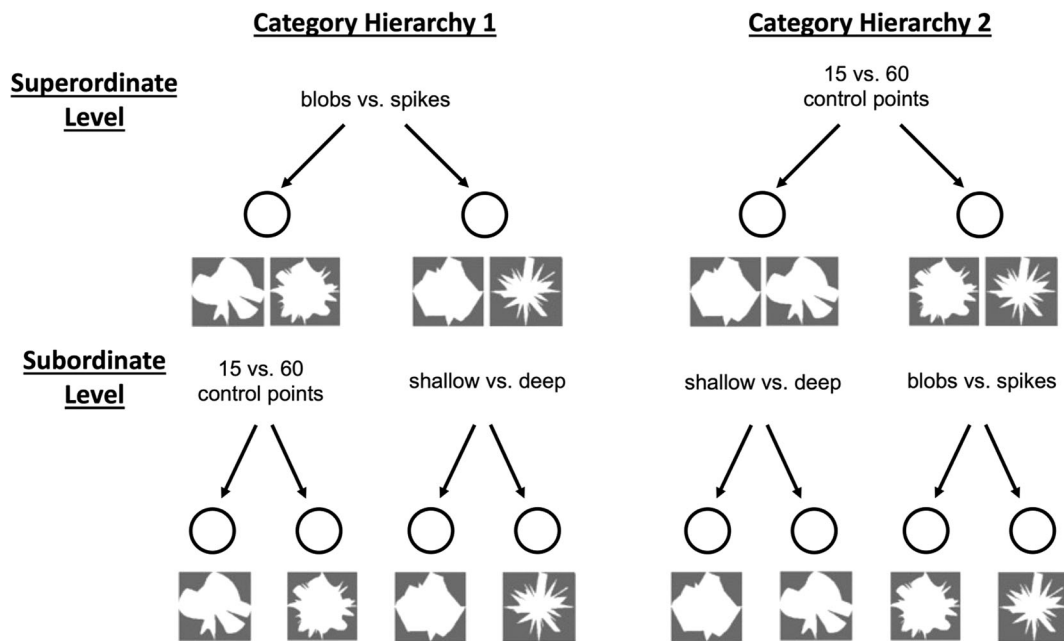 Category Hierarchy 1
Category Hierarchy 2
Superordinate
Level
blobs vs. spikes
15 vs. 60
control points
Subordinate
Level
15 vs. 60
control points
shallow vs. deep
shallow vs. deep
blobs vs. spikes